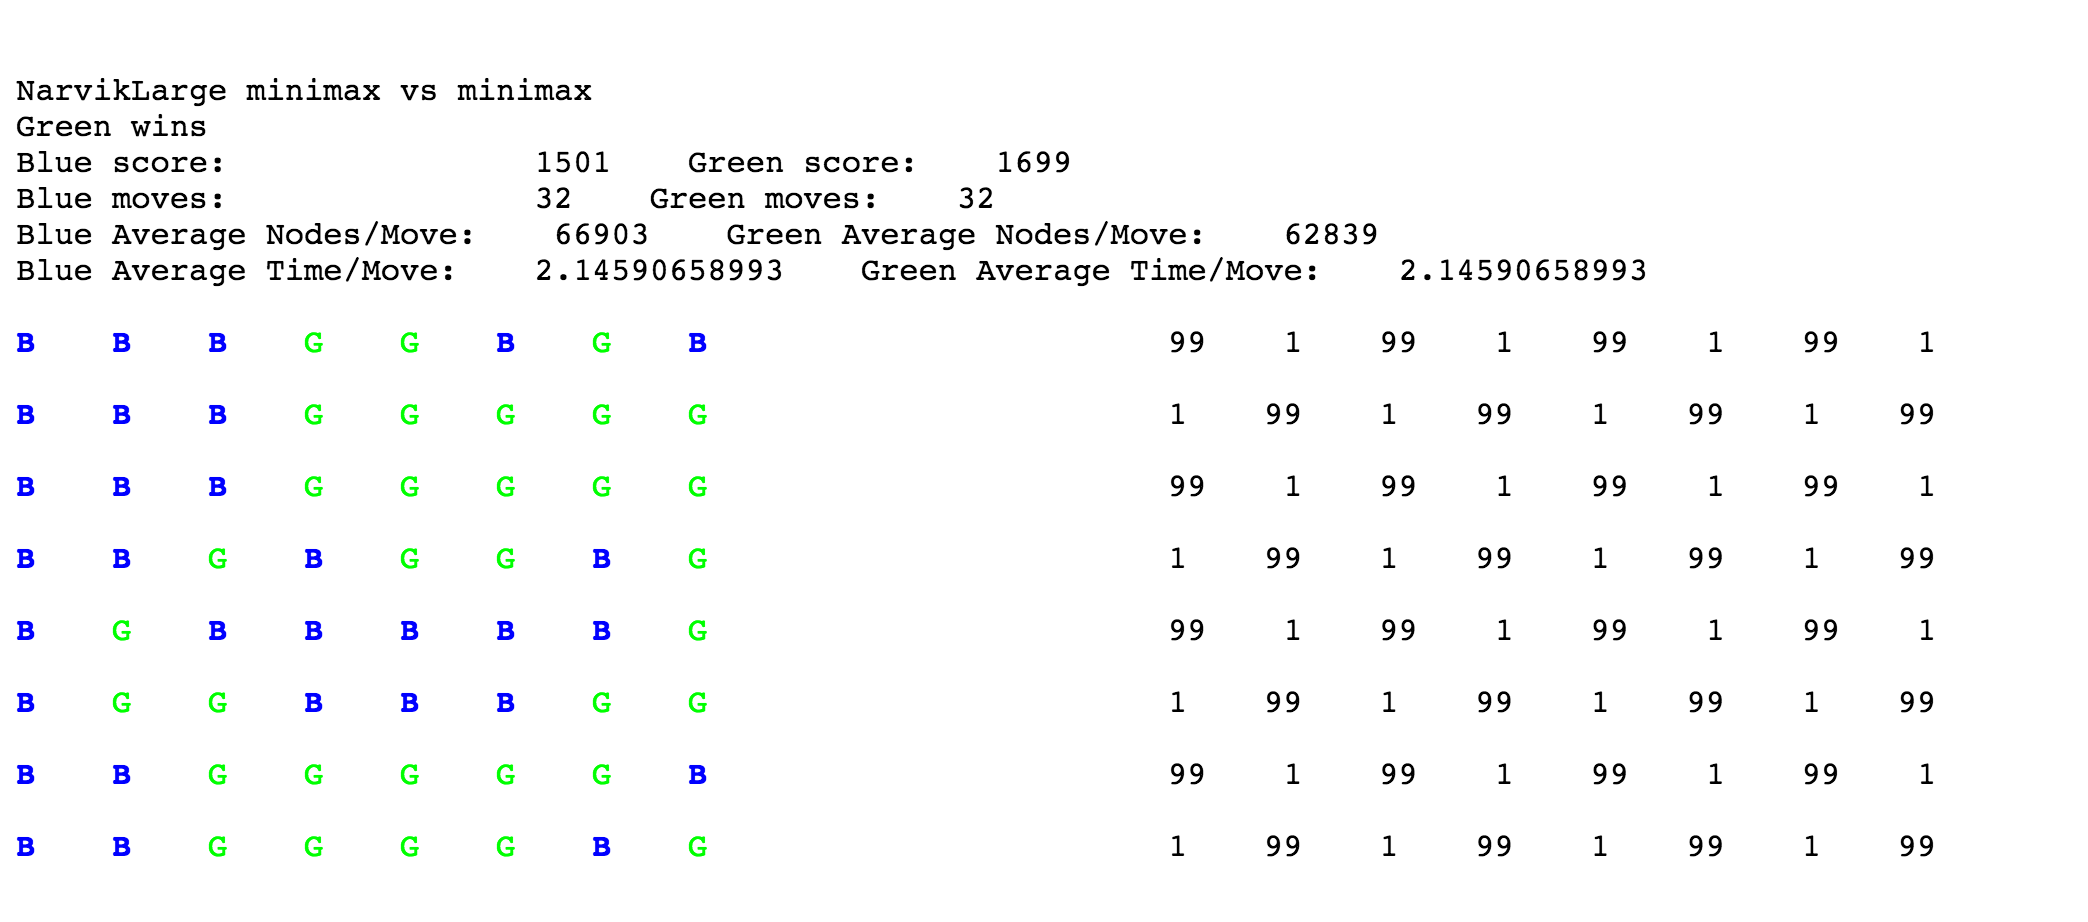 NarvikLarge minimax vs minimax
Green wins
Blue score: 1501 Green score: 1699
Blue moves: 32 Green moves: 32
Blue Average Nodes/Move: 66903 Green Average Nodes/Move: 62839
Blue Average Time/Move: 2.14590658993 Green Average Time/Move: 2.14590658993
B B B G G B G B 99 1 99 1 99 1 99 1
B B B G G G G G 1 99 1 99 1 99 1 99
B B B G G G G G 99 1 99 1 99 1 99 1
B B G B G G B G 1 99 1 99 1 99 1 99
B G B B B B B G 99 1 99 1 99 1 99 1
B G G B B B G G 1 99 1 99 1 99 1 99
B B G G G G G B 99 1 99 1 99 1 99 1
B B G G G G B G 1 99 1 99 1 99 1 99